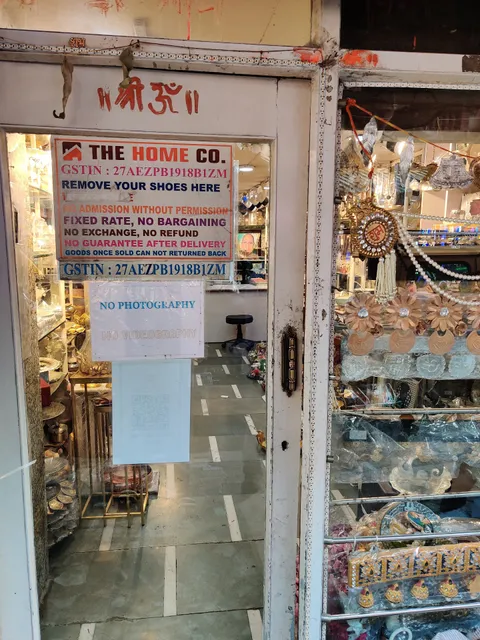 ॥श्री ॐ॥
THE HOME CO.
GSTIN : 27AEZPB1918B1ZM
REMOVE YOUR SHOES HERE
ADMISSION WITHOUT PERMISSION
FIXED RATE, NO BARGAINING
NO EXCHANGE, NO REFUND
NO GUARANTEE AFTER DELIVERY
GOODS ONCE SOLD CAN NOT RETURNED BACK
GSTIN : 27AEZPB1918B1ZM
NO PHOTOGRAPHY